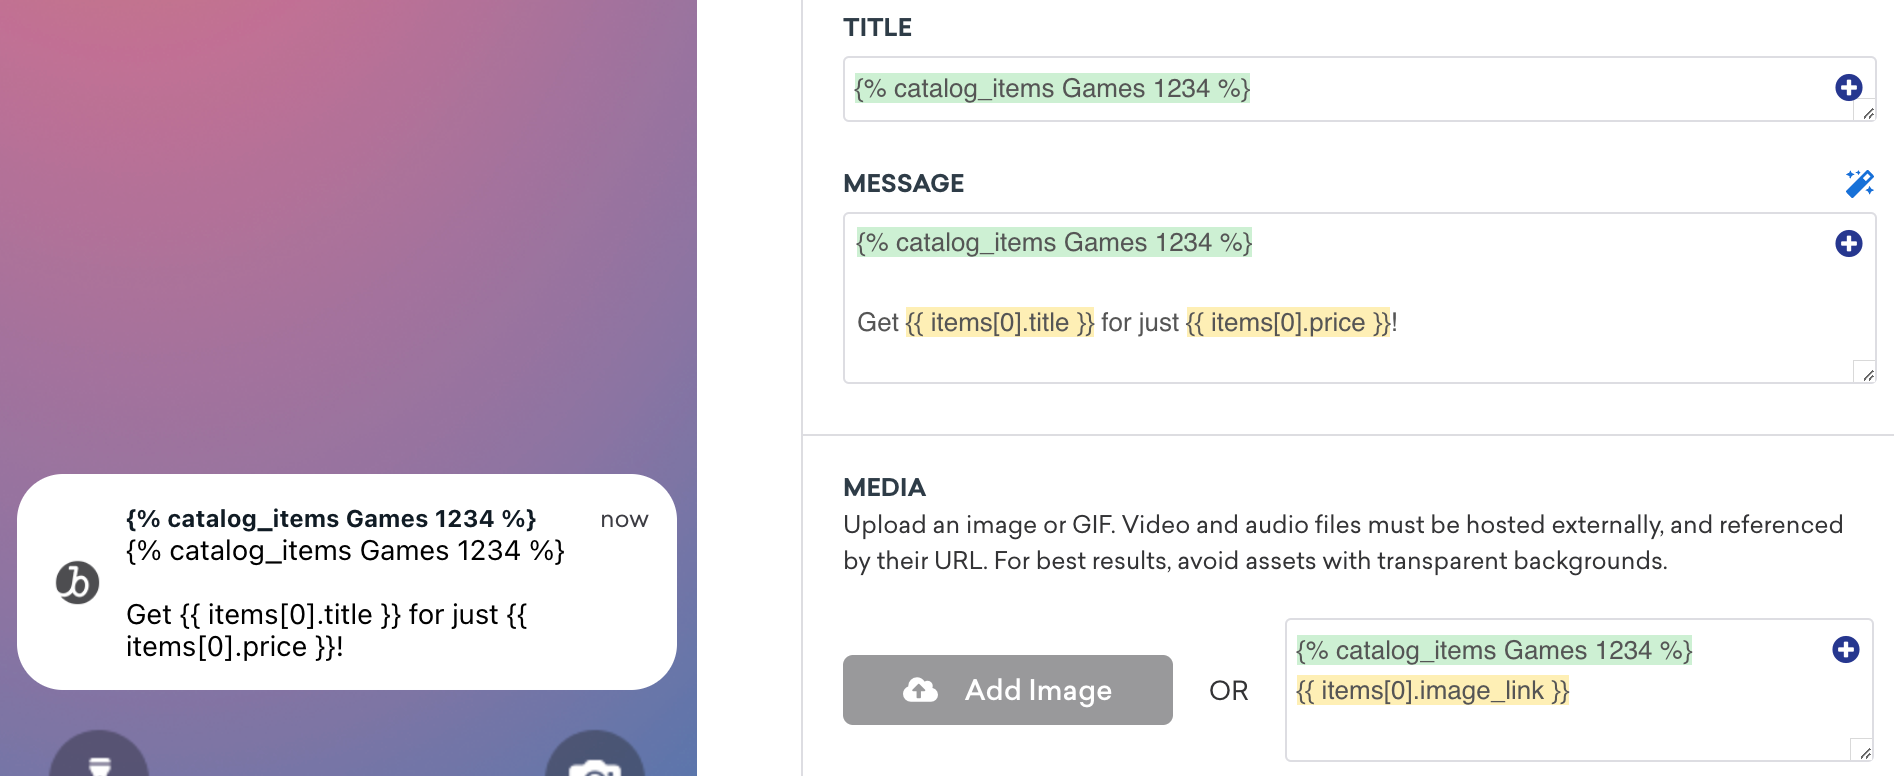 {% catalog_items Games 1234 %}
now
{% catalog_items Games 1234 %}
Get {{ items[0].title }} for just {{
items[0].price }}!
TITLE
{% catalog_items Games 1234 %}
MESSAGE
{% catalog_items Games 1234 %}
Get {{ items[0].title }} for just {{ items[0].price }}!
MEDIA
Upload an image or GIF. Video and audio files must be hosted externally, and referenced
by their URL. For best results, avoid assets with transparent backgrounds.
Add Image
OR
{% catalog_items Games 1234 %}
{{ items[0].image_link }}